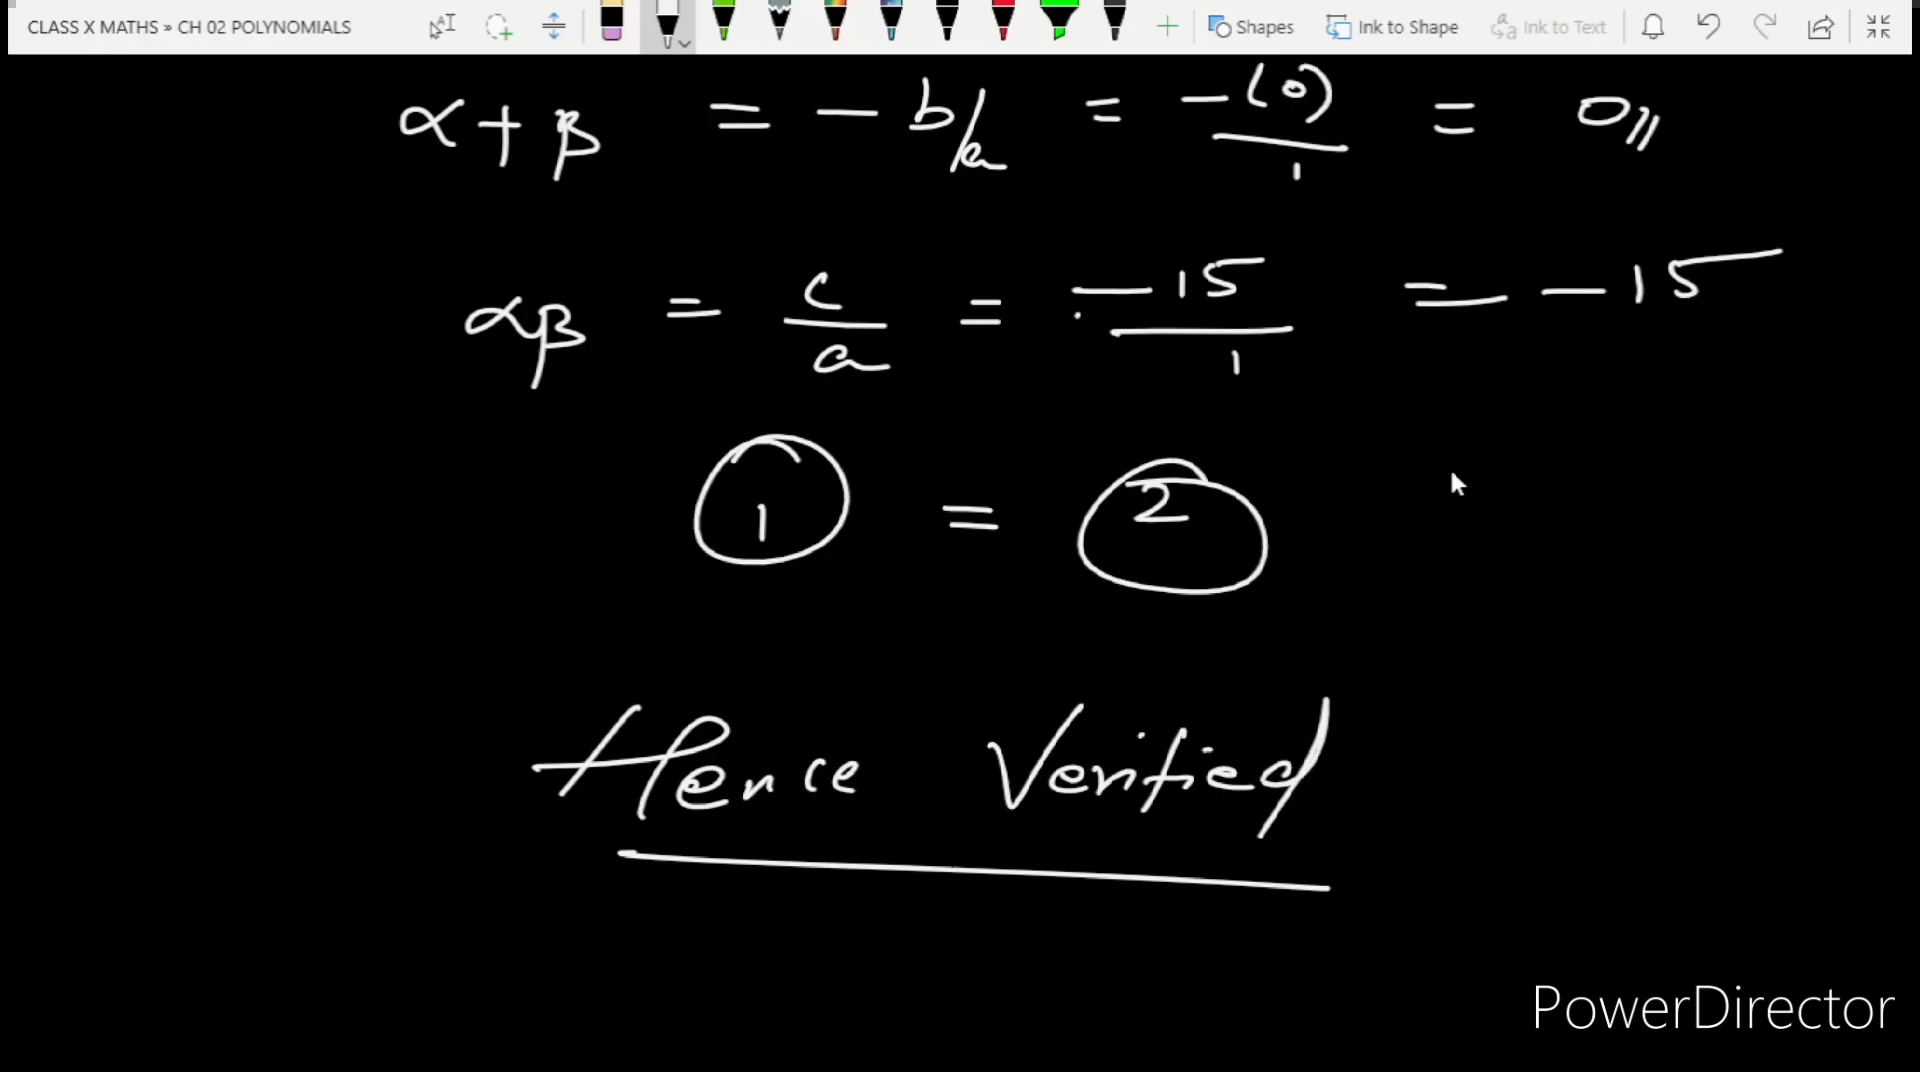 CLASS X MATHS » CH 02 POLYNOMIALS Shapes Ink to Shape Ink to Text
α + β = - b/a = -(0)/1 = 0
αβ = c/a = -15/1 = -15
1 = 2
Hence Verified
PowerDirector